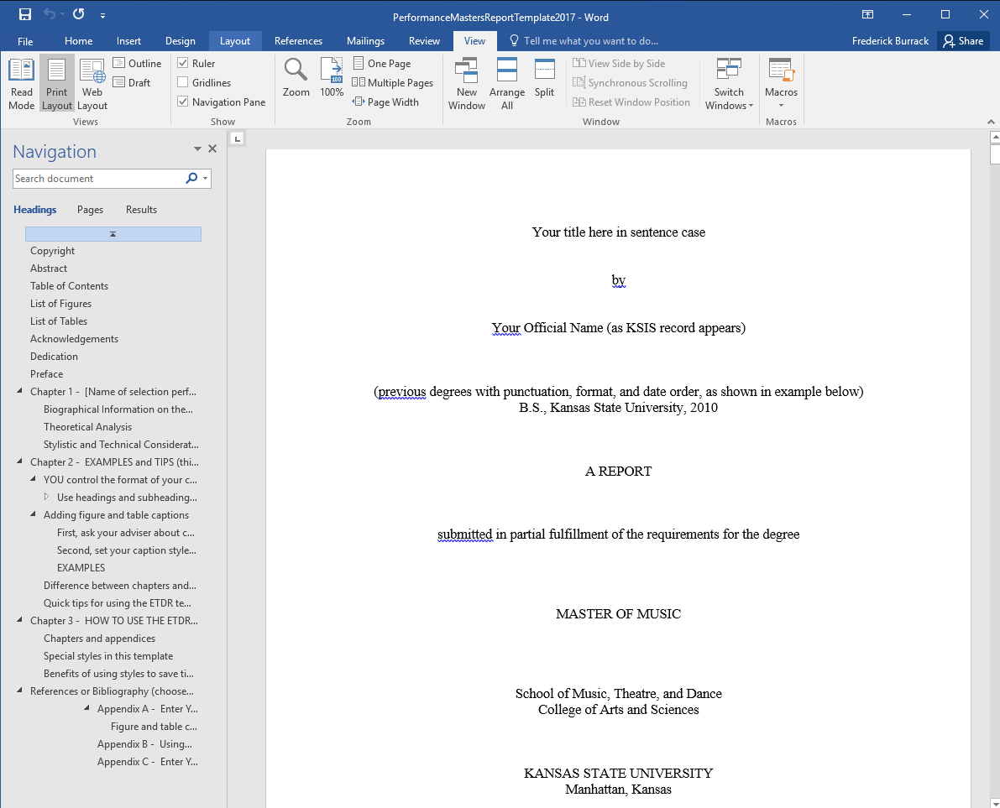 PerformanceMastersReportTemplate2017 - Word
File Home Insert Design Layout References Mailings Review View Tell me what you want to do... Frederick Burrack Share
Read Mode
Print Layout
Web Layout
Outline
Draft
Views
Ruler
Gridlines
Navigation Pane
Show
Zoom
100%
One Page
Multiple Pages
Page Width
Zoom
New Window
Arrange All
Split
View Side by Side
Synchronous Scrolling
Reset Window Position
Window
Switch Windows
Macros
Macros
Navigation
Search document
Headings Pages Results
Copyright
Abstract
Table of Contents
List of Figures
List of Tables
Acknowledgements
Dedication
Preface
Chapter 1 - [Name of selection perf...
Biographical Information on the...
Theoretical Analysis
Stylistic and Technical Considerat...
Chapter 2 - EXAMPLES and TIPS (thi...
YOU control the format of your c...
Use headings and subheading...
Adding figure and table captions
First, ask your adviser about c...
Second, set your caption style...
EXAMPLES
Difference between chapters and...
Quick tips for using the ETDR te...
Chapter 3 - HOW TO USE THE ETDR...
Chapters and appendices
Special styles in this template
Benefits of using styles to save ti...
References or Bibliography (choose...
Appendix A - Enter Y...
Figure and table c...
Appendix B - Using...
Appendix C - Enter Y...
Your title here in sentence case
by
Your Official Name (as KSIS record appears)
(previous degrees with punctuation, format, and date order, as shown in example below)
B.S., Kansas State University, 2010
A REPORT
submitted in partial fulfillment of the requirements for the degree
MASTER OF MUSIC
School of Music, Theatre, and Dance
College of Arts and Sciences
KANSAS STATE UNIVERSITY
Manhattan, Kansas